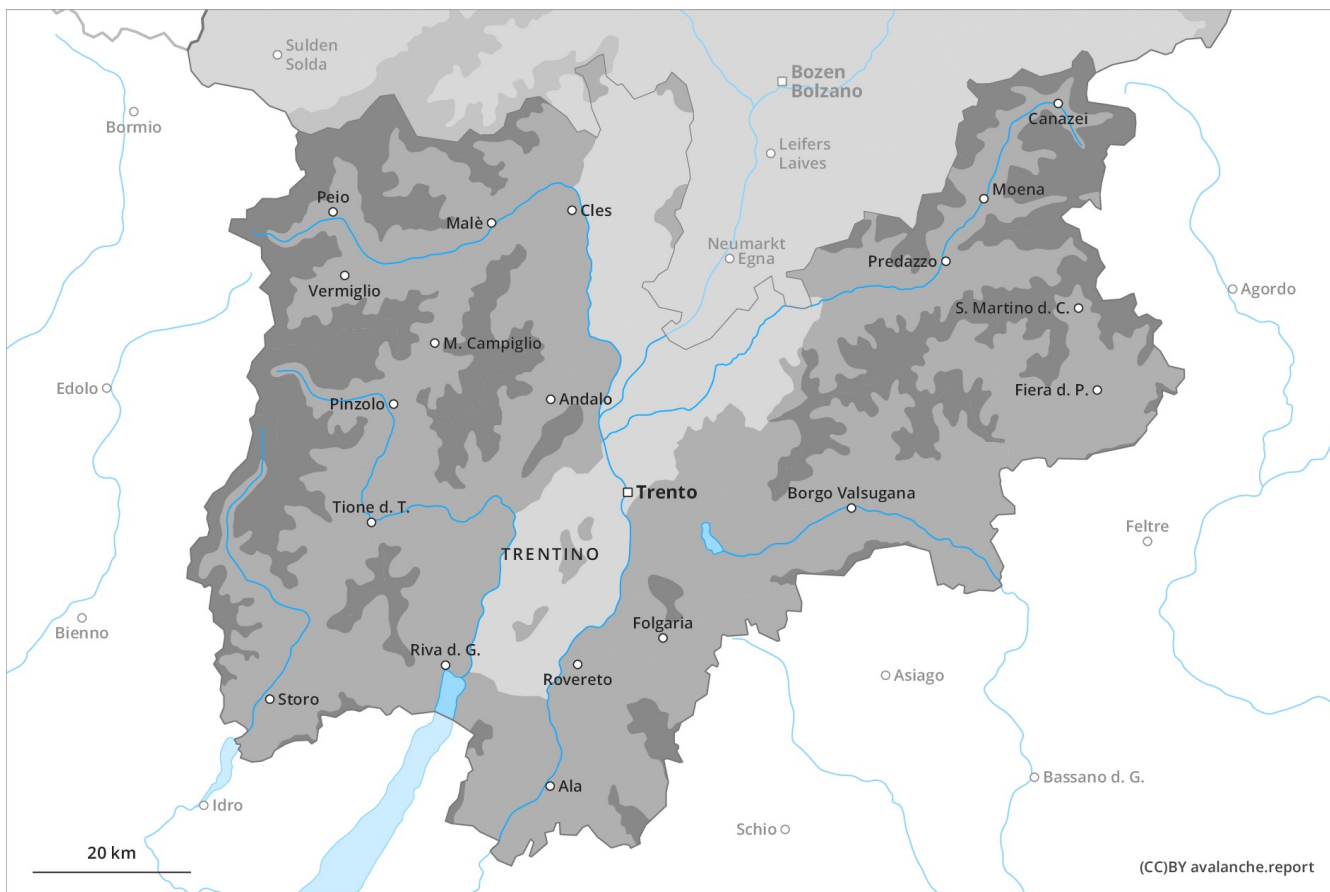 Sulden
Solda
Bozen
Bolzano
Bormio
Canazei
Leifers
Laives
Peio
Moena
Malè
Cles
Neumarkt
Egna
Predazzo
Vermiglio
Agordo
S. Martino d. C.
M. Campiglio
Edolo
Fiera d. P.
Pinzolo
Andalo
Trento
Borgo Valsugana
Tione d. T.
Feltre
TRENTINO
Bienno
Folgaria
Riva d. G.
Asiago
Rovereto
Storo
Bassano d. G.
Ala
Idro
Schio
20 km
(CC)BY avalanche.report